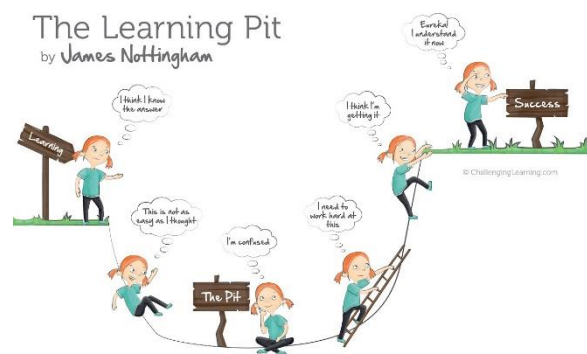 The Learning Pit
by James Nottingham
Eureka!
I understand
it now
I think I know
the answer
I think I'm
getting it
Success
Learning
© ChallengingLearning.com
This is not as
easy as I thought
I need to
work hard at
this
I'm confused
The Pit